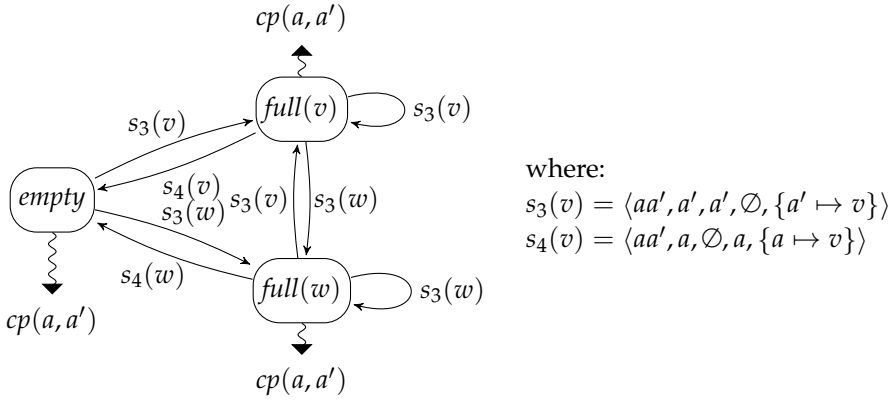 cp(a, a′)
full(v)
s₃(v)
s₃(v)
empty
s₄(v)
s₃(w)
s₃(v)
s₃(w)
s₄(w)
full(w)
s₃(w)
cp(a, a′)
cp(a, a′)
where:
s₃(v) = ⟨aa′, a′, a′, ∅, {a′ ↦ v}⟩
s₄(v) = ⟨aa′, a, ∅, a, {a ↦ v}⟩